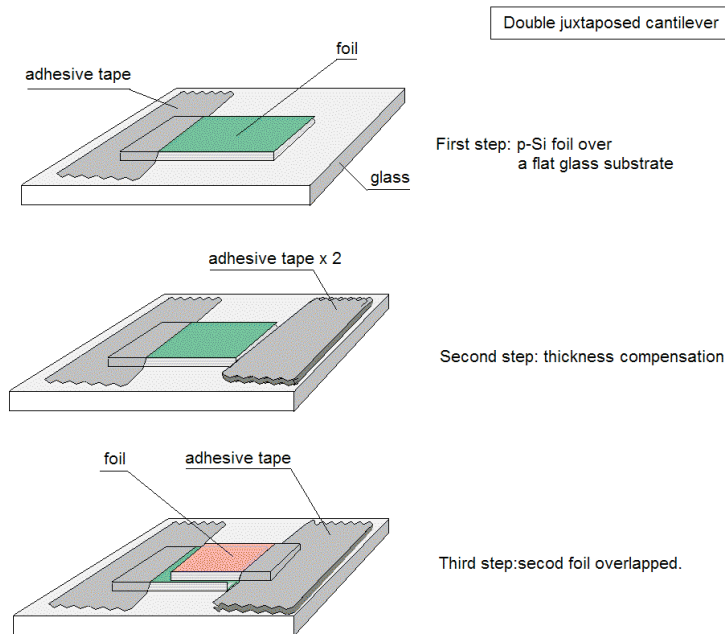 Double juxtaposed cantilever
foil
adhesive tape
First step: p-Si foil over
a flat glass substrate
glass
adhesive tape x 2
Second step: thickness compensation
foil
adhesive tape
Third step:secod foil overlapped.